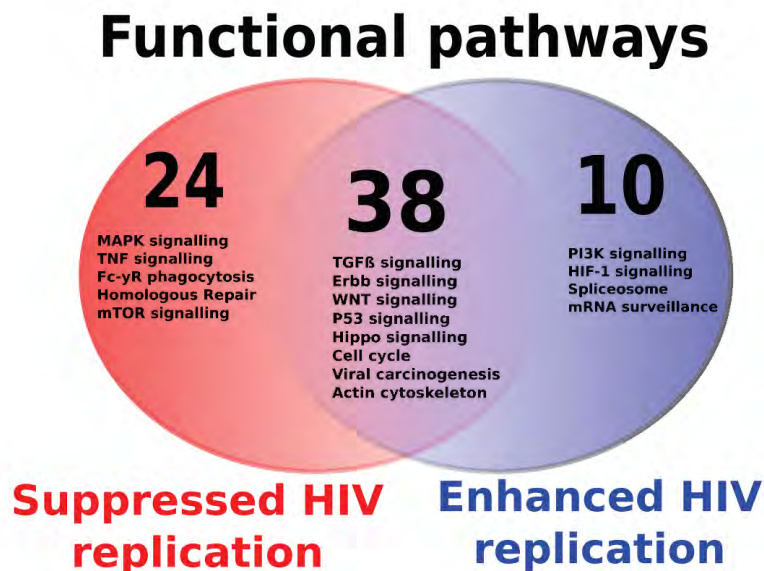 Functional pathways
24
MAPK signalling
TNF signalling
Fc-yR phagocytosis
Homologous Repair
mTOR signalling
38
TGFß signalling
Erbb signalling
WNT signalling
P53 signalling
Hippo signalling
Cell cycle
Viral carcinogenesis
Actin cytoskeleton
10
PI3K signalling
HIF-1 signalling
Spliceosome
mRNA surveillance
Suppressed HIV
replication
Enhanced HIV
replication